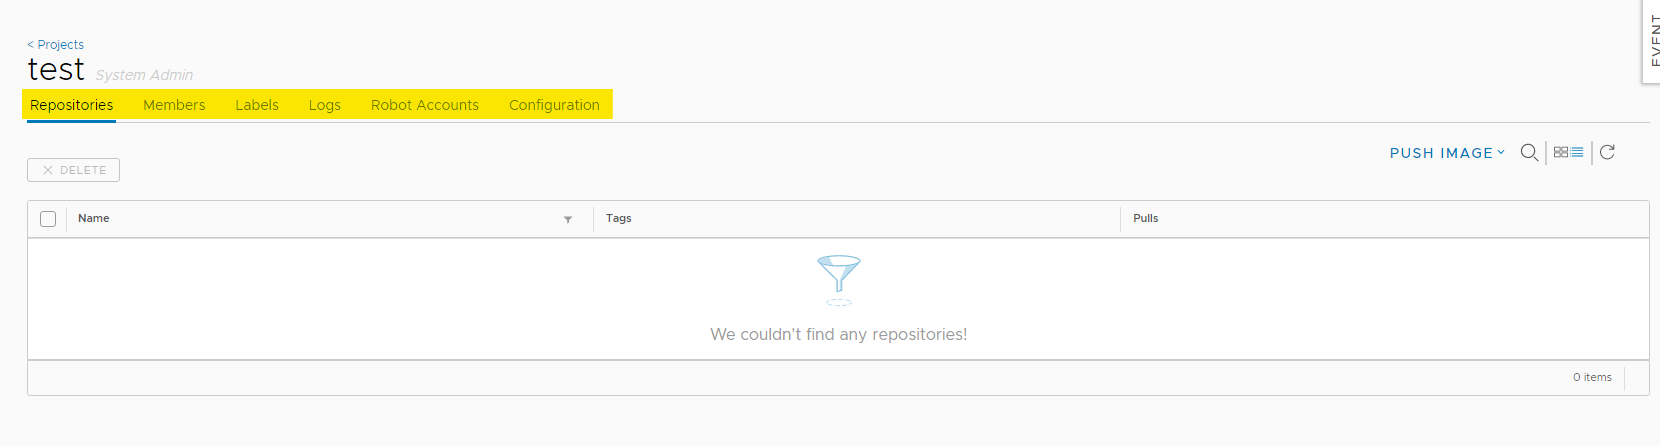 < Projects
test System Admin
Repositories Members Labels Logs Robot Accounts Configuration
PUSH IMAGE
DELETE
Name Tags Pulls
We couldn't find any repositories!
0 items
EVENT